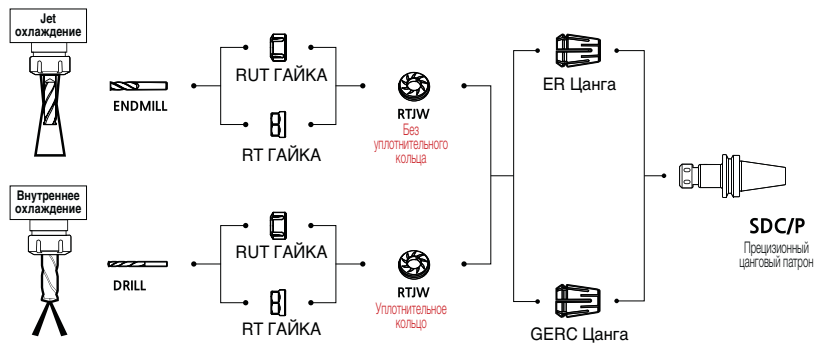 Jet
охлаждение
ENDMILL
RUT ГАЙКА
RT ГАЙКА
RTJW
Без
уплотнительного
кольца
ER Цанга
Внутреннее
охлаждение
DRILL
RUT ГАЙКА
RT ГАЙКА
RTJW
Уплотнительное
кольцо
GERC Цанга
SDC/P
Прецизионный
цанговый патрон